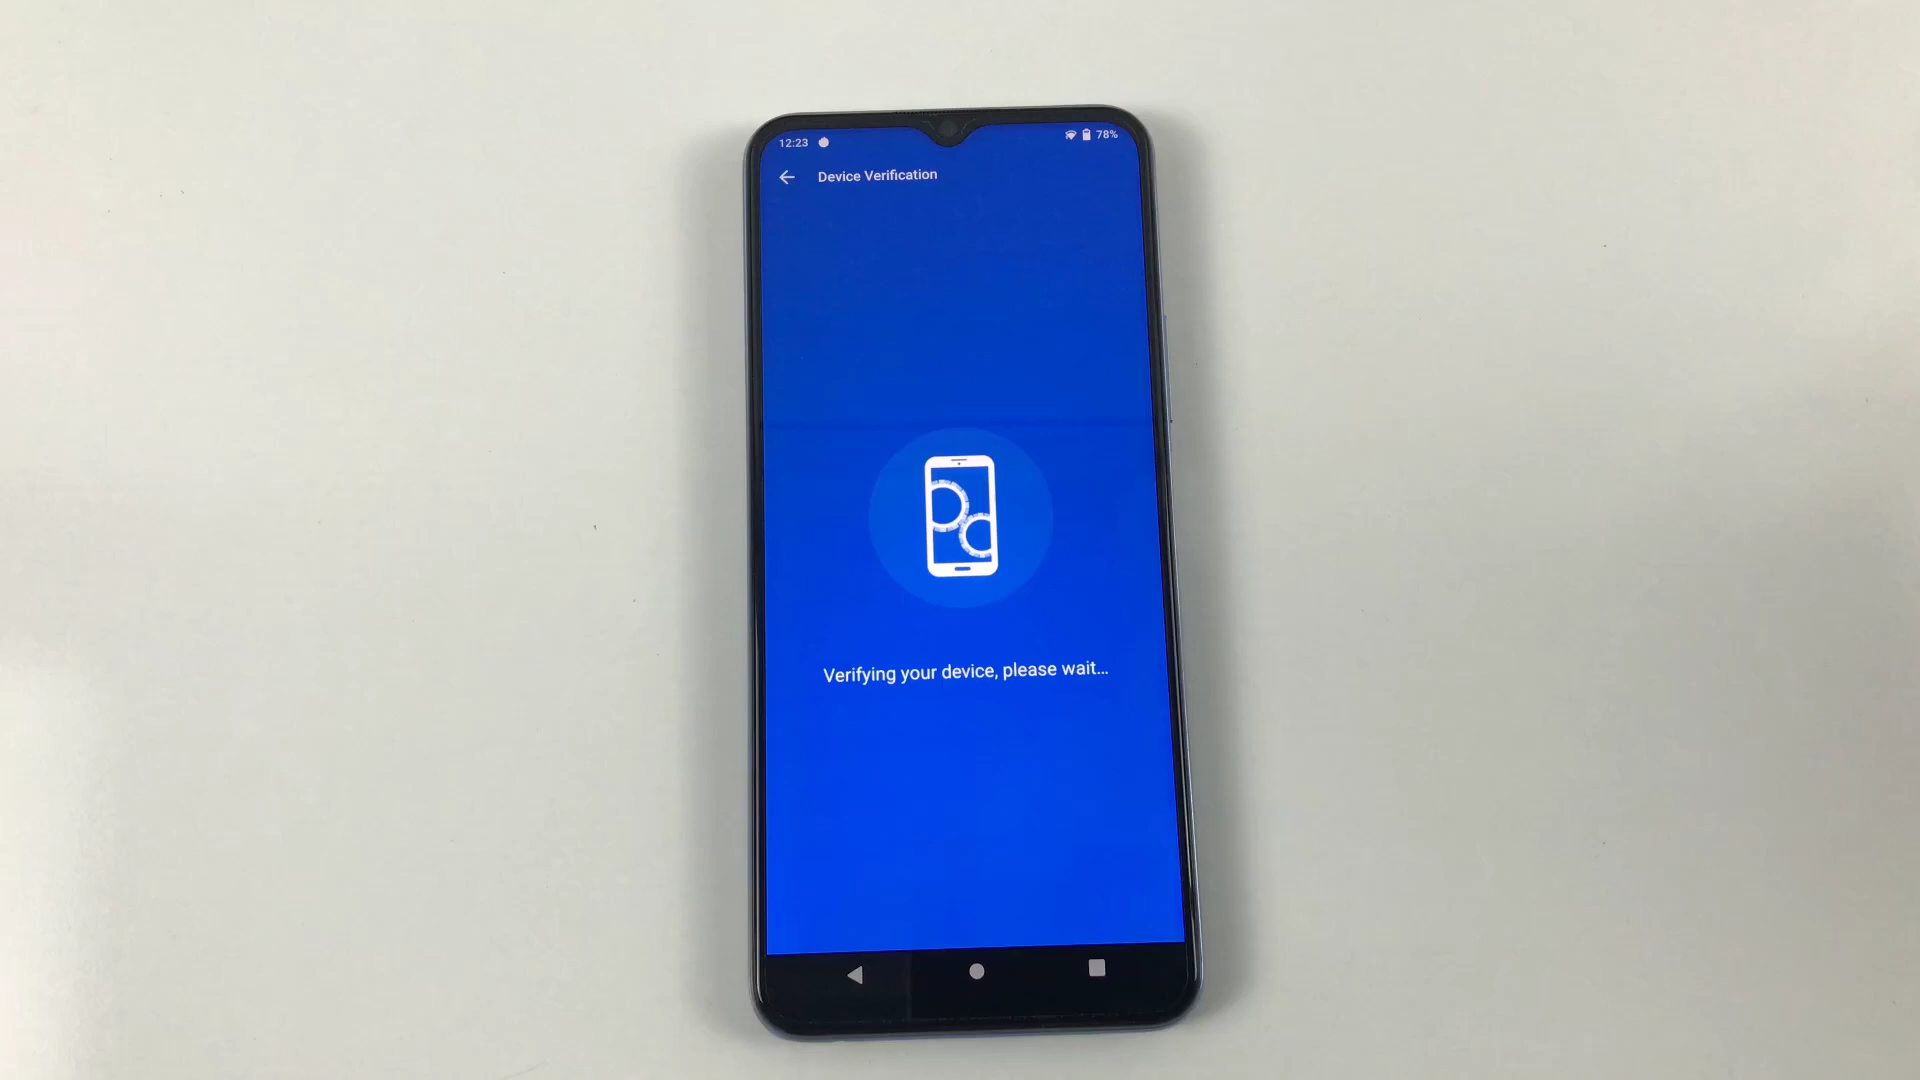 12:23
78%
Device Verification
Verifying your device, please wait...